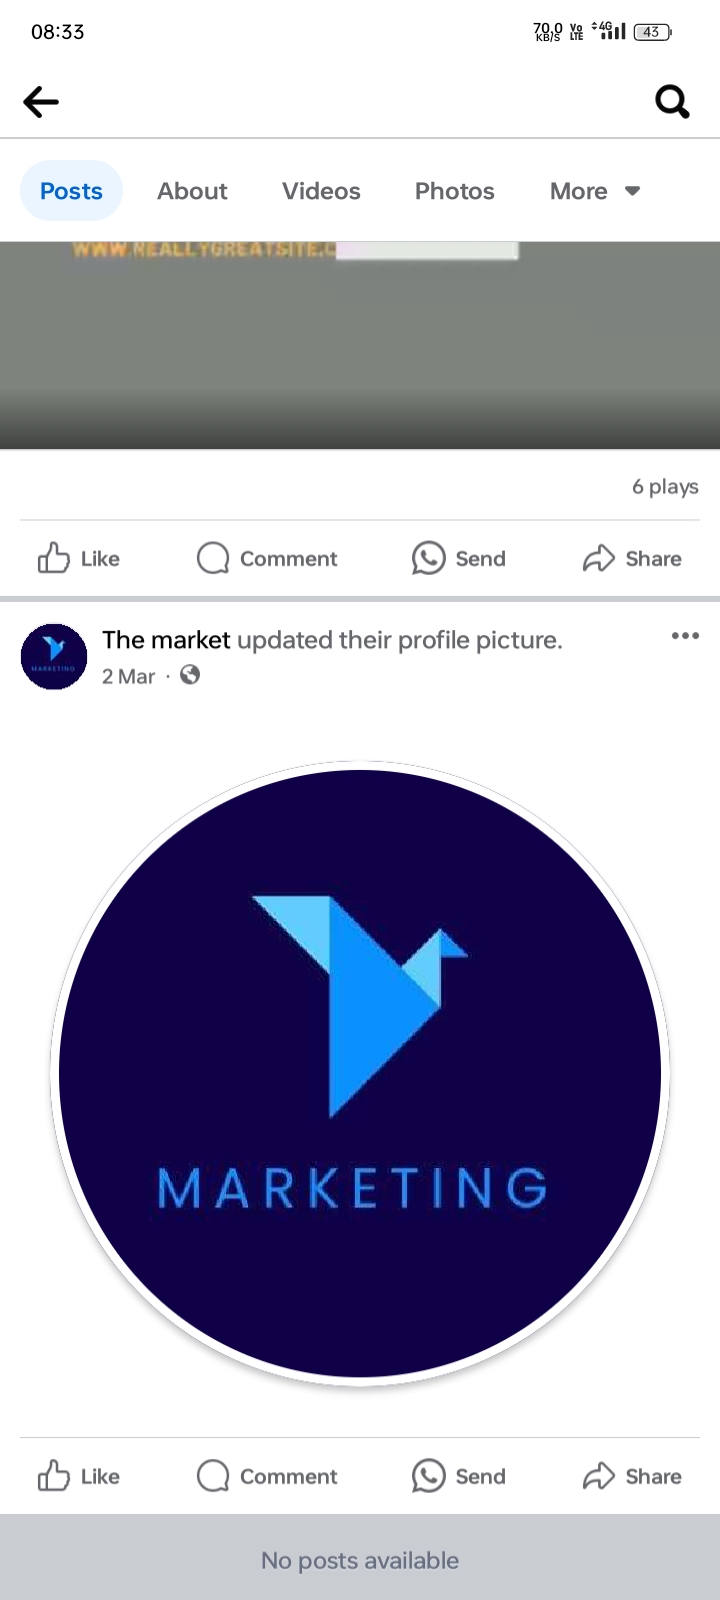 08:33 70.0 KB/S Vo LTE 4G 43
Posts About Videos Photos More
WWW.REALLYGREATSITE.C
6 plays
Like Comment Send Share
The market updated their profile picture.
2 Mar ·
MARKETING
MARKETING
Like Comment Send Share
No posts available